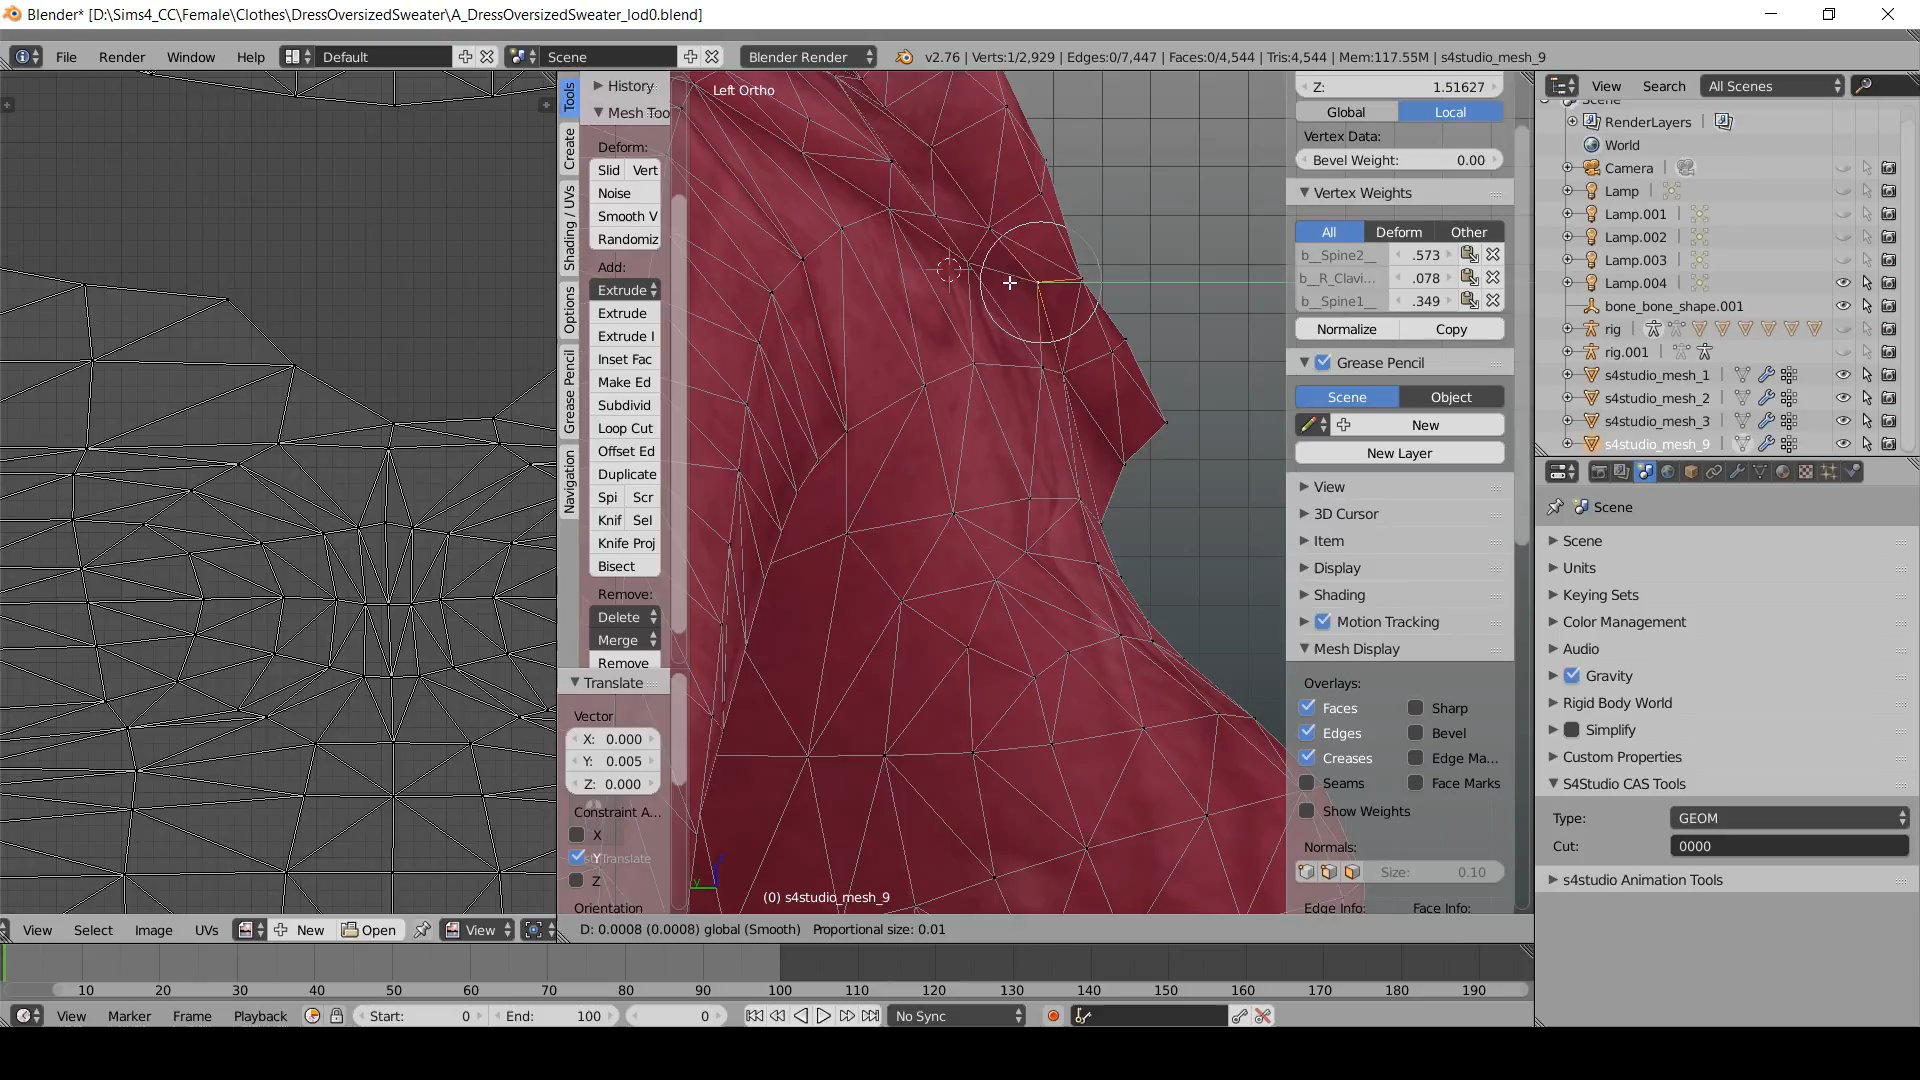 Blender* [D:\Sims4_CC\Female\Clothes\DressOversizedSweater\A_DressOversizedSweater_lod0.blend]
File Render Window Help Default Scene Blender Render v2.76 | Verts:1/2,929 | Edges:0/7,447 | Faces:0/4,544 | Tris:4,544 | Mem:117.55M | s4studio_mesh_9
Left Ortho
Tools
Create
Shading / UVs
Options
Grease Pencil
Navigation
History
Mesh Too
Deform:
Slid Vert
Noise
Smooth V
Randomiz
Add:
Extrude
Extrude
Extrude I
Inset Fac
Make Ed
Subdivid
Loop Cut
Offset Ed
Duplicate
Spi Scr
Knif Sel
Knife Proj
Bisect
Remove:
Delete
Merge
Remove
Translate
Vector
X: 0.000
Y: 0.005
Z: 0.000
Constraint A...
X
Y
Z
Orientation
(0) s4studio_mesh_9
Z: 1.51627
Global Local
Vertex Data:
Bevel Weight: 0.00
Vertex Weights
All Deform Other
b__Spine2__ .573
b__R_Clavi... .078
b__Spine1__ .349
Normalize Copy
Grease Pencil
Scene Object
New
New Layer
View
3D Cursor
Item
Display
Shading
Motion Tracking
Mesh Display
Overlays:
Faces Sharp
Edges Bevel
Creases Edge Ma...
Seams Face Marks
Show Weights
Normals:
Size: 0.10
Edge Info: Face Info:
View Search All Scenes
Scene
RenderLayers
World
Camera
Lamp
Lamp.001
Lamp.002
Lamp.003
Lamp.004
bone_bone_shape.001
rig
rig.001
s4studio_mesh_1
s4studio_mesh_2
s4studio_mesh_3
s4studio_mesh_9
Scene
Scene
Units
Keying Sets
Color Management
Audio
Gravity
Rigid Body World
Simplify
Custom Properties
S4Studio CAS Tools
Type: GEOM
Cut: 0000
s4studio Animation Tools
View Select Image UVs New Open View
D: 0.0008 (0.0008) global (Smooth) Proportional size: 0.01
10 20 30 40 50 60 70 80 90 100 110 120 130 140 150 160 170 180 190
View Marker Frame Playback Start: 0 End: 100 0 No Sync